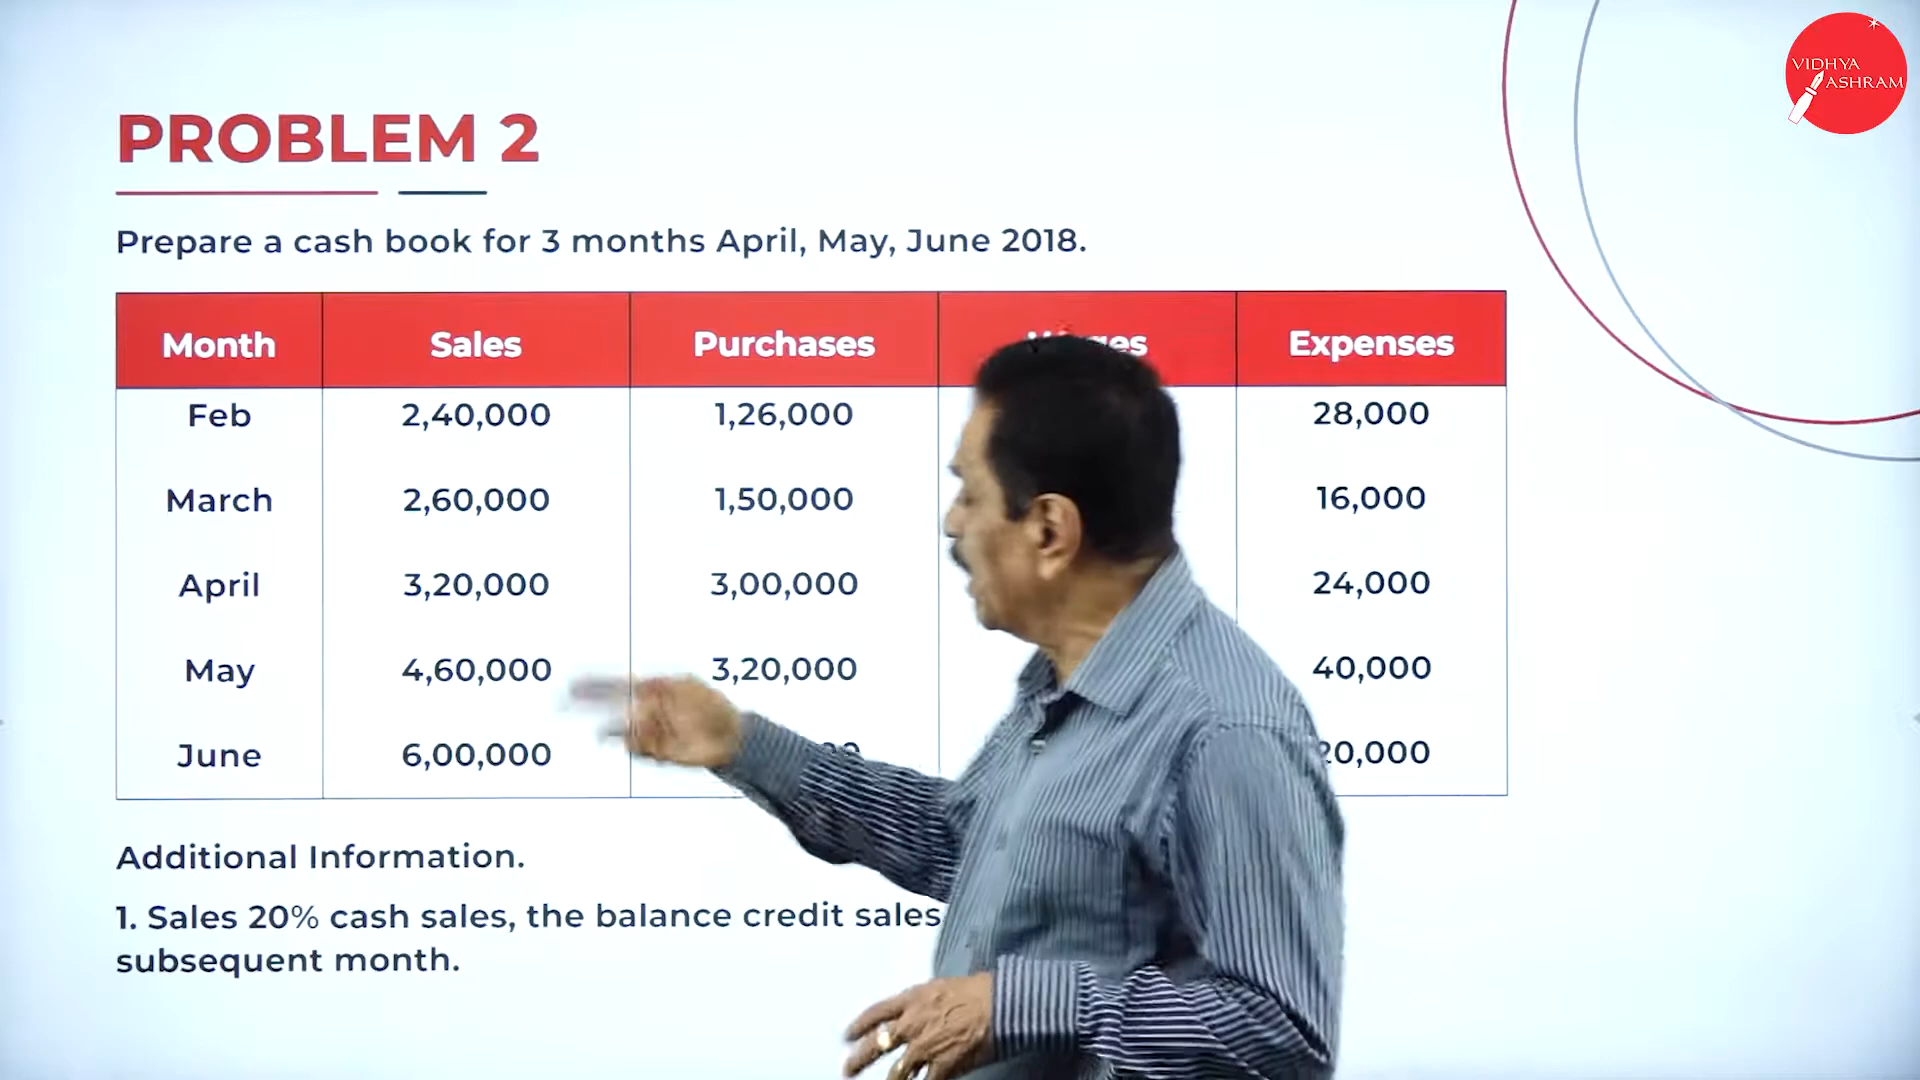 VIDHYA
ASHRAM
PROBLEM 2
Prepare a cash book for 3 months April, May, June 2018.
Month Sales Purchases Expenses
Feb 2,40,000 1,26,000 28,000
March 2,60,000 1,50,000 16,000
April 3,20,000 3,00,000 24,000
May 4,60,000 3,20,000 40,000
June 6,00,000
Additional Information.
1. Sales 20% cash sales, the balance credit sales
subsequent month.